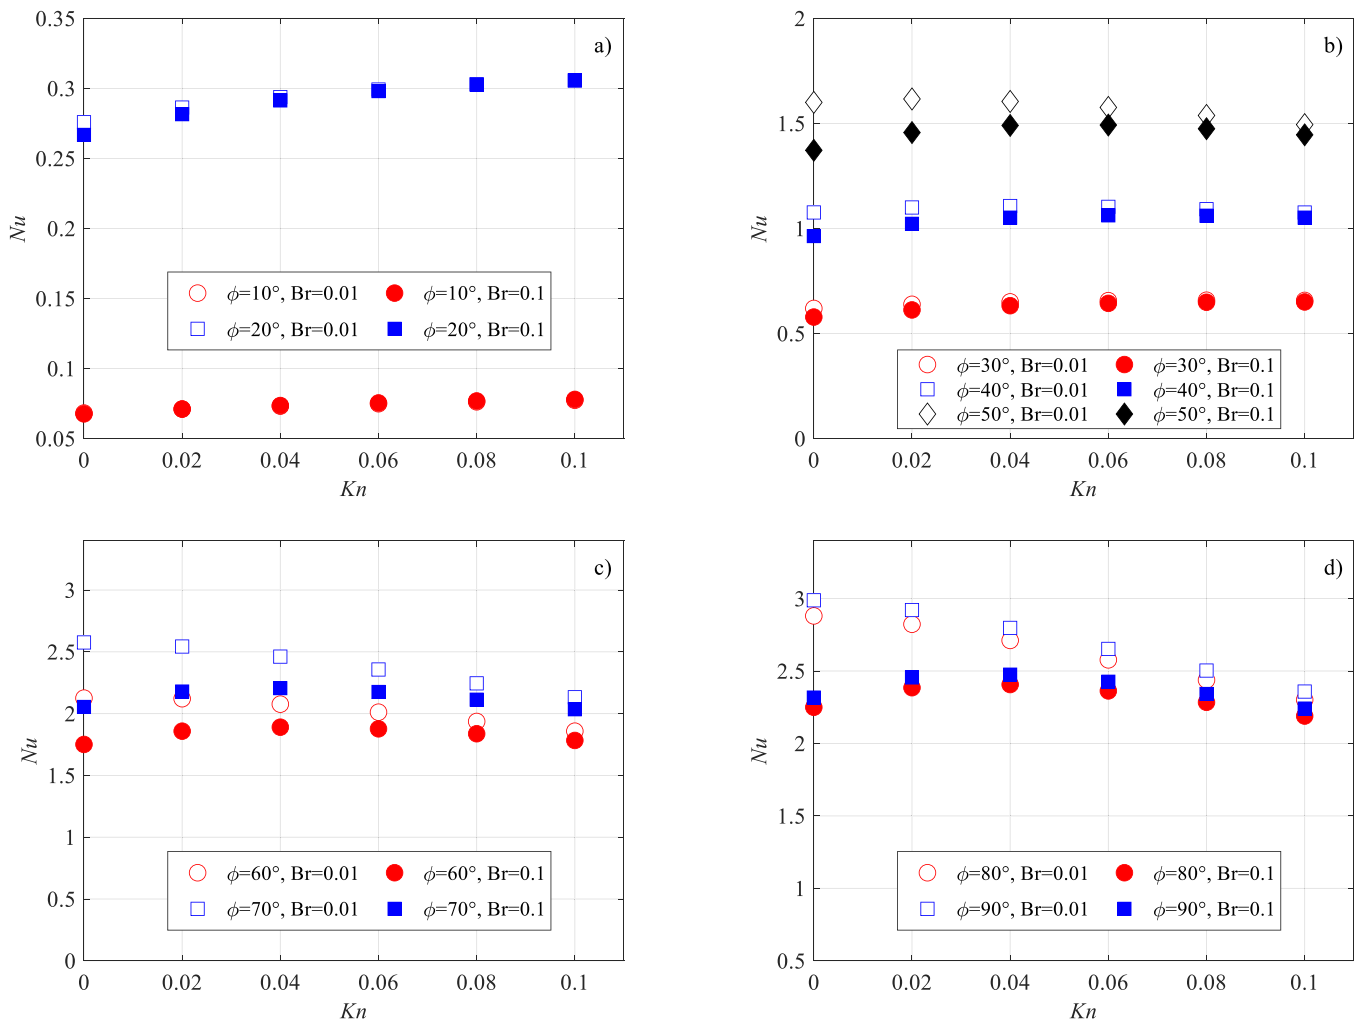 0.35
0.3
0.25
0.2
0.15
0.1
0.05
Nu
a)
ϕ=10°, Br=0.01 ϕ=10°, Br=0.1
ϕ=20°, Br=0.01 ϕ=20°, Br=0.1
0 0.02 0.04 0.06 0.08 0.1
Kn
2
1.5
1
0.5
0
Nu
b)
ϕ=30°, Br=0.01 ϕ=30°, Br=0.1
ϕ=40°, Br=0.01 ϕ=40°, Br=0.1
ϕ=50°, Br=0.01 ϕ=50°, Br=0.1
0 0.02 0.04 0.06 0.08 0.1
Kn
3
2.5
2
1.5
1
0.5
0
Nu
c)
ϕ=60°, Br=0.01 ϕ=60°, Br=0.1
ϕ=70°, Br=0.01 ϕ=70°, Br=0.1
0 0.02 0.04 0.06 0.08 0.1
Kn
3
2.5
2
1.5
1
0.5
Nu
d)
ϕ=80°, Br=0.01 ϕ=80°, Br=0.1
ϕ=90°, Br=0.01 ϕ=90°, Br=0.1
0 0.02 0.04 0.06 0.08 0.1
Kn